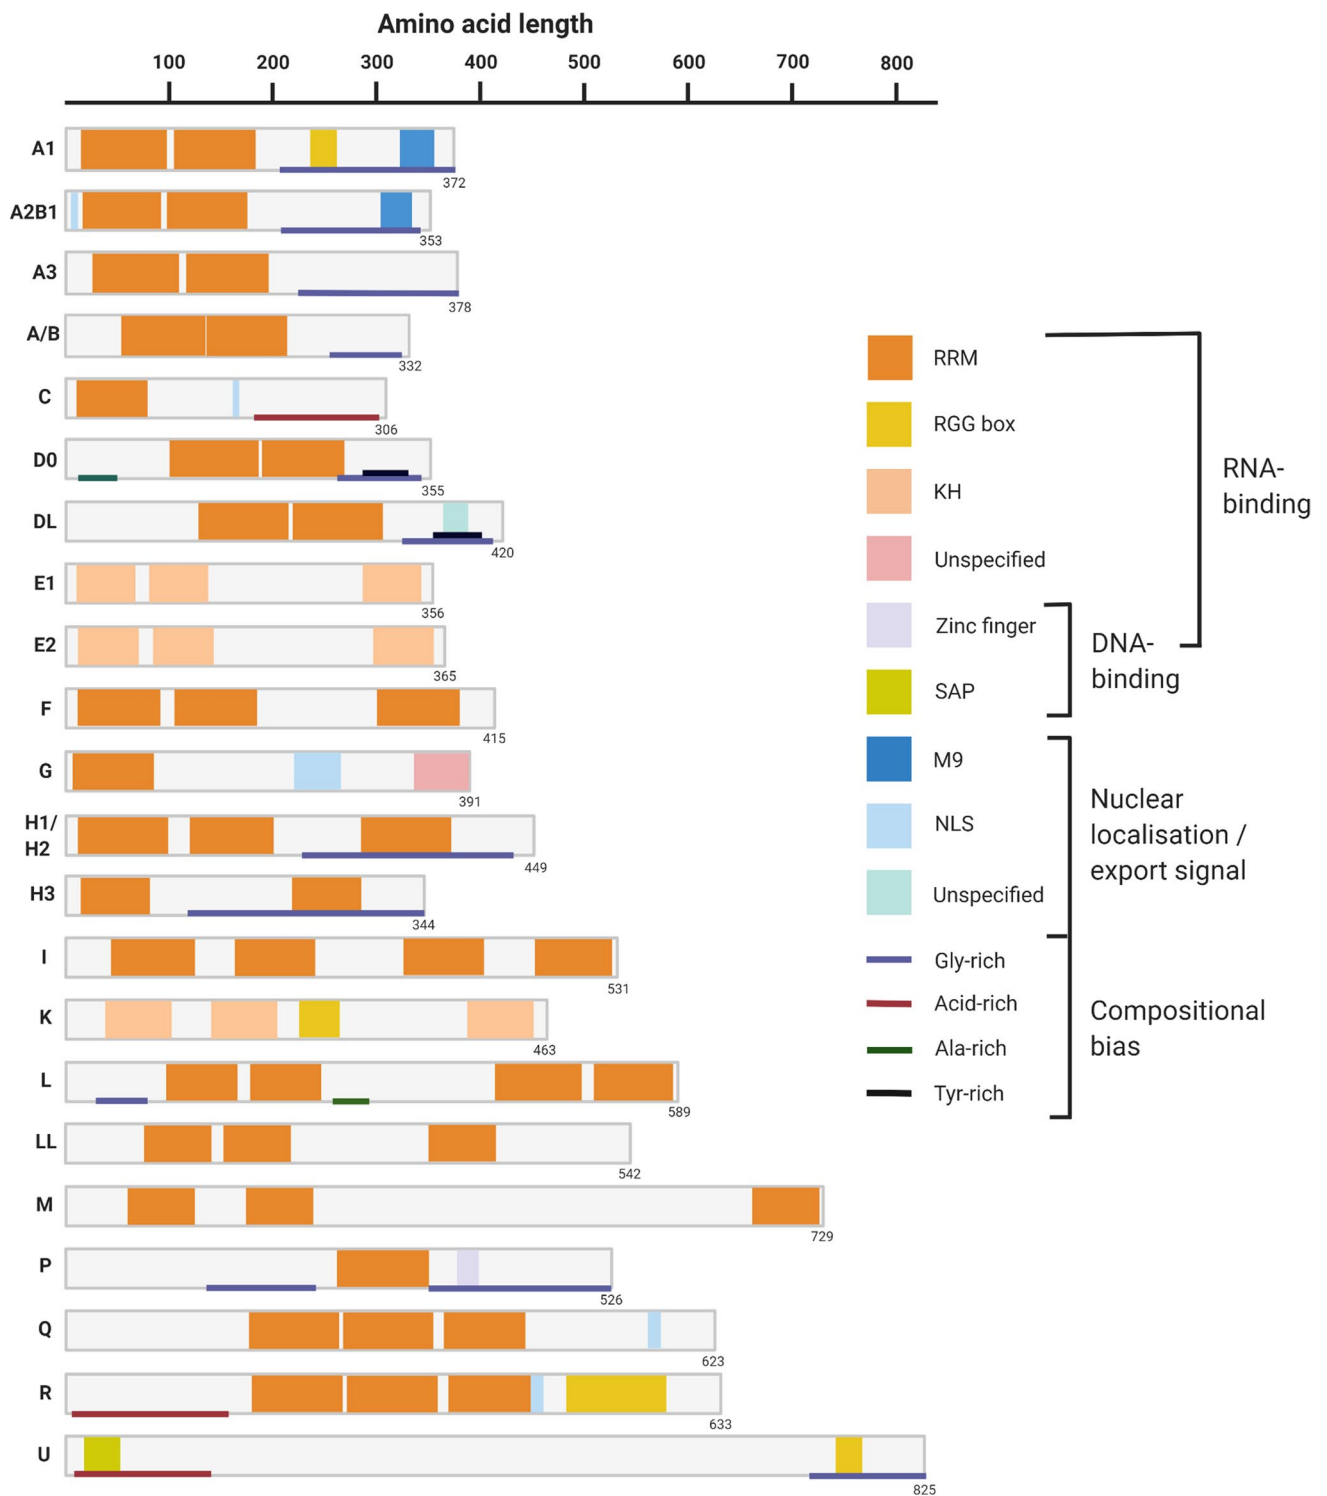 Amino acid length
100 200 300 400 500 600 700 800
A1
372
A2B1
353
A3
378
A/B
332
C
306
D0
355
DL
420
E1
356
E2
365
F
415
G
391
H1/
H2
449
H3
344
I
531
K
463
L
589
LL
542
M
729
P
526
Q
623
R
633
U
825
RRM
RGG box
KH
Unspecified
Zinc finger
SAP
M9
NLS
Unspecified
Gly-rich
Acid-rich
Ala-rich
Tyr-rich
RNA-
binding
DNA-
binding
Nuclear
localisation /
export signal
Compositional
bias